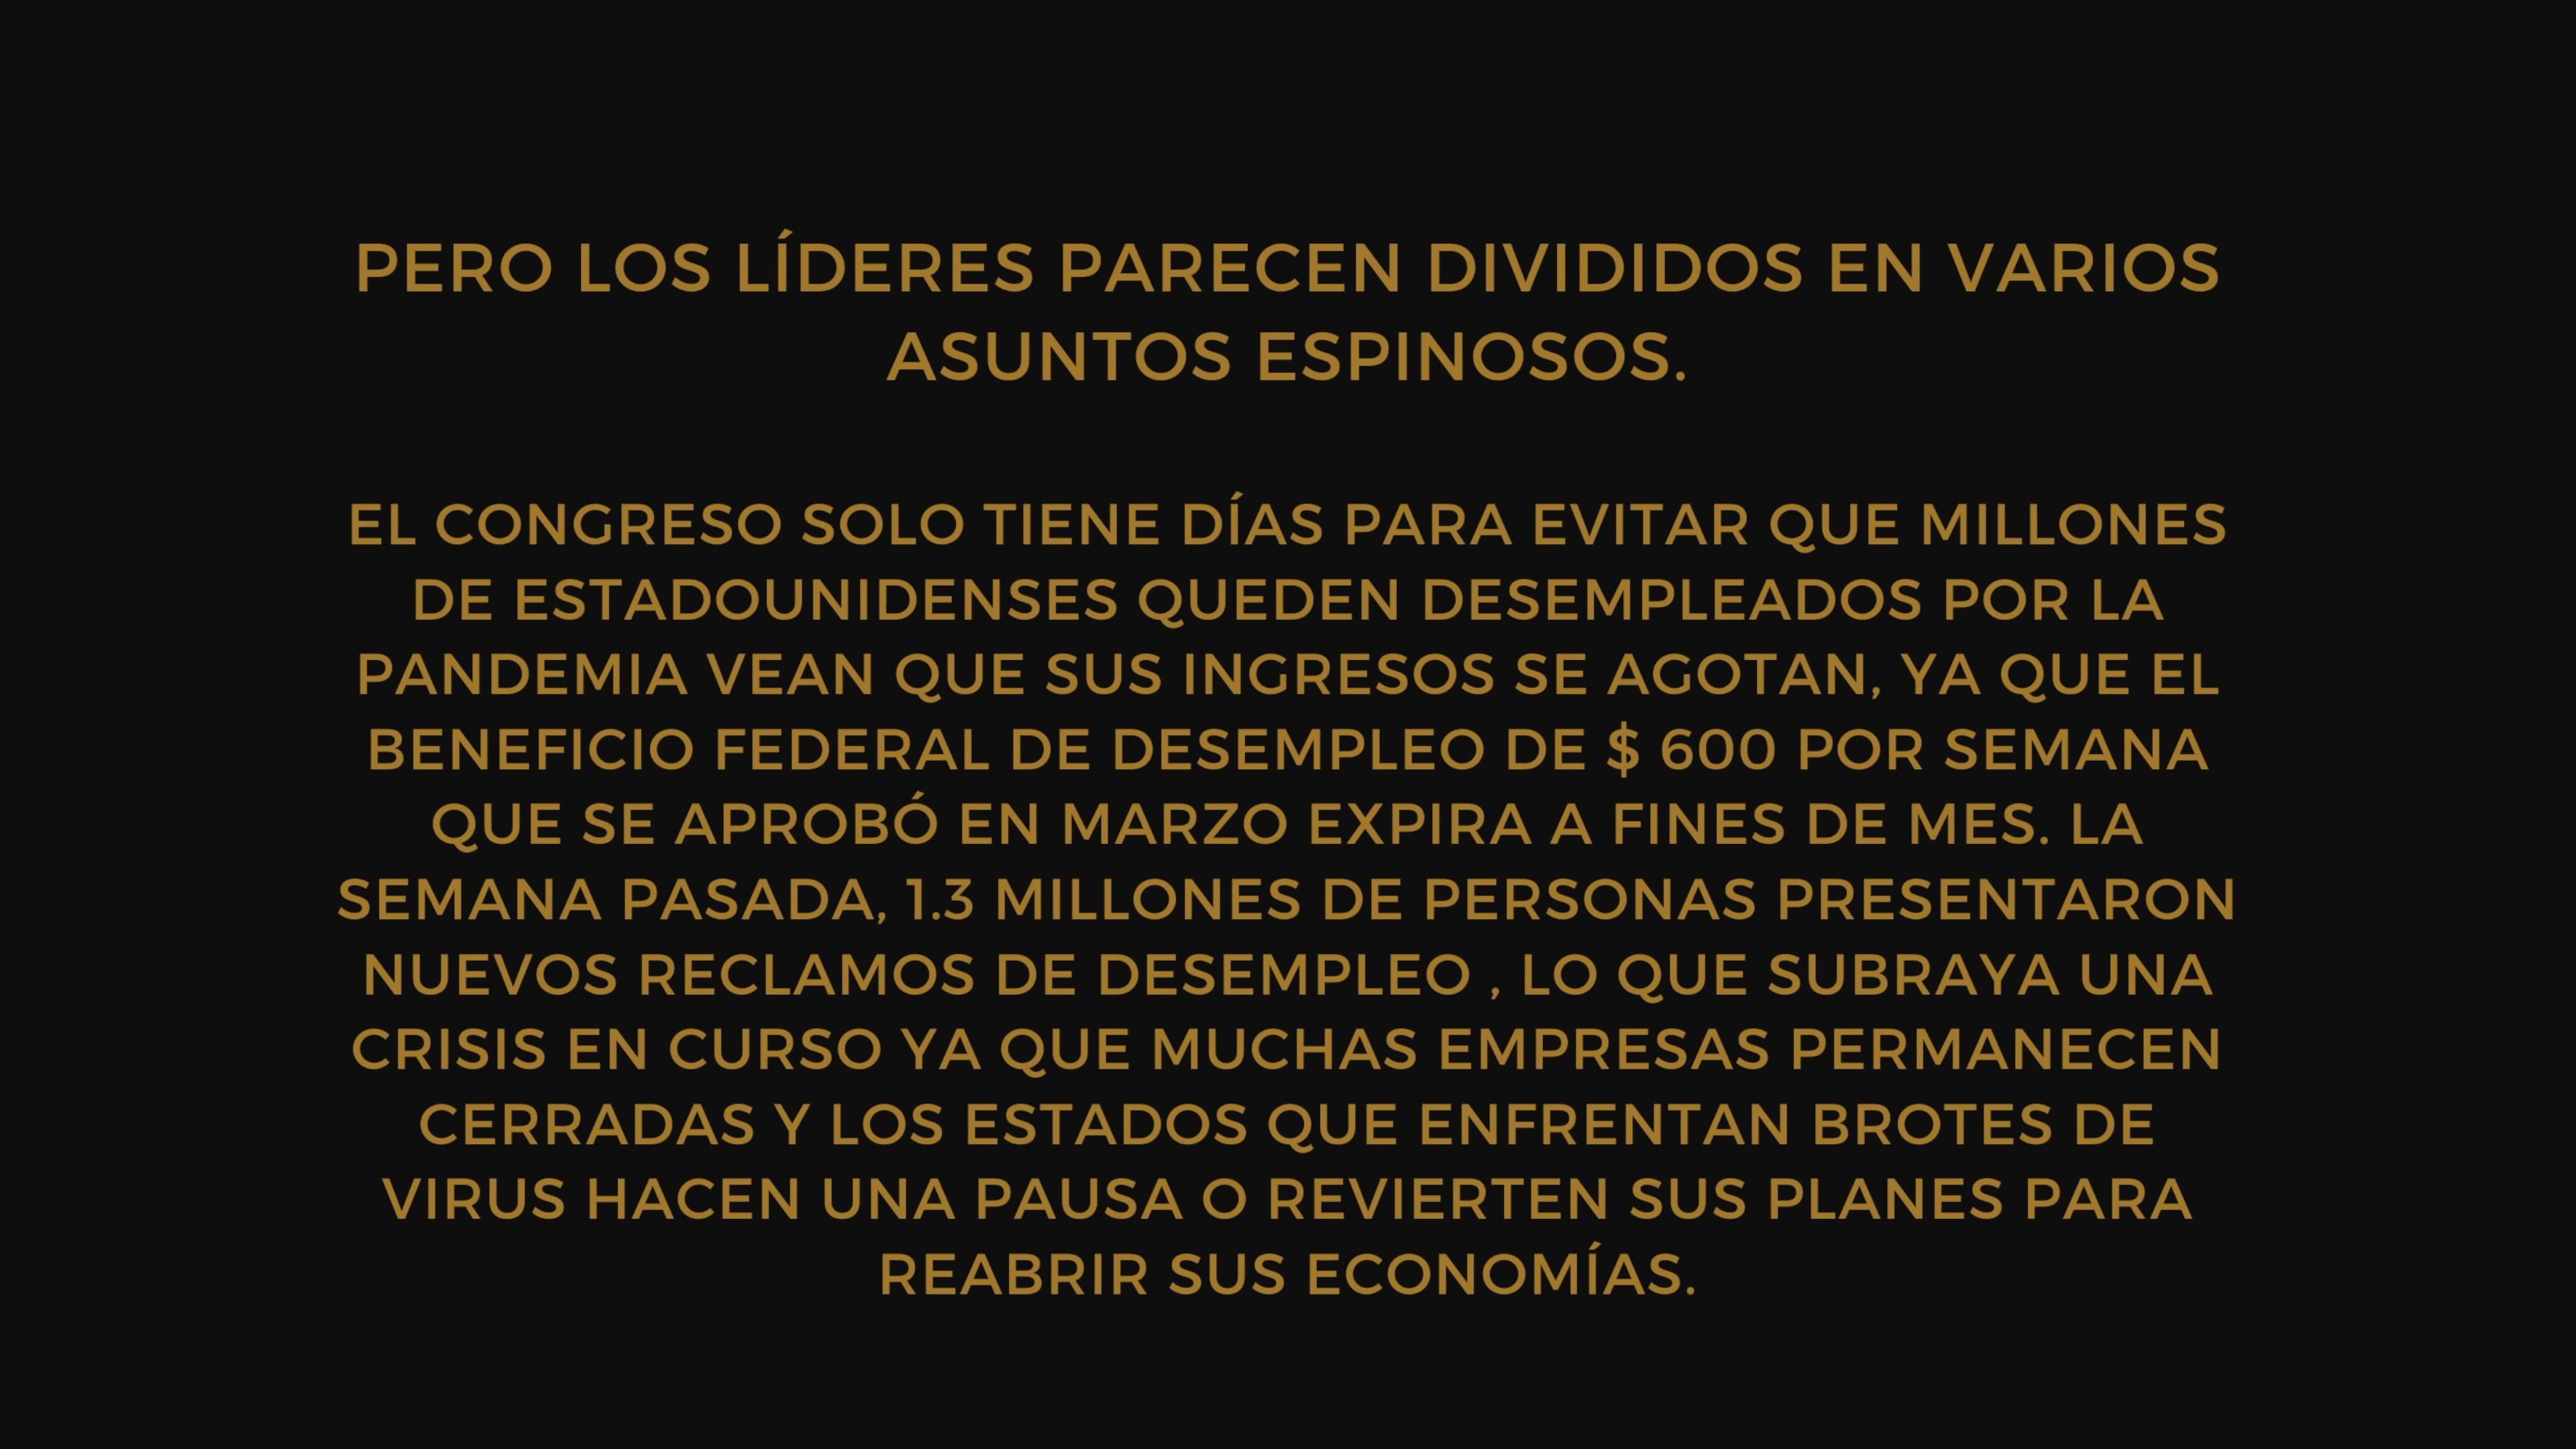 PERO LOS LÍDERES PARECEN DIVIDIDOS EN VARIOS
ASUNTOS ESPINOSOS.
EL CONGRESO SOLO TIENE DÍAS PARA EVITAR QUE MILLONES
DE ESTADOUNIDENSES QUEDEN DESEMPLEADOS POR LA
PANDEMIA VEAN QUE SUS INGRESOS SE AGOTAN, YA QUE EL
BENEFICIO FEDERAL DE DESEMPLEO DE $ 600 POR SEMANA
QUE SE APROBÓ EN MARZO EXPIRA A FINES DE MES. LA
SEMANA PASADA, 1.3 MILLONES DE PERSONAS PRESENTARON
NUEVOS RECLAMOS DE DESEMPLEO , LO QUE SUBRAYA UNA
CRISIS EN CURSO YA QUE MUCHAS EMPRESAS PERMANECEN
CERRADAS Y LOS ESTADOS QUE ENFRENTAN BROTES DE
VIRUS HACEN UNA PAUSA O REVIERTEN SUS PLANES PARA
REABRIR SUS ECONOMÍAS.